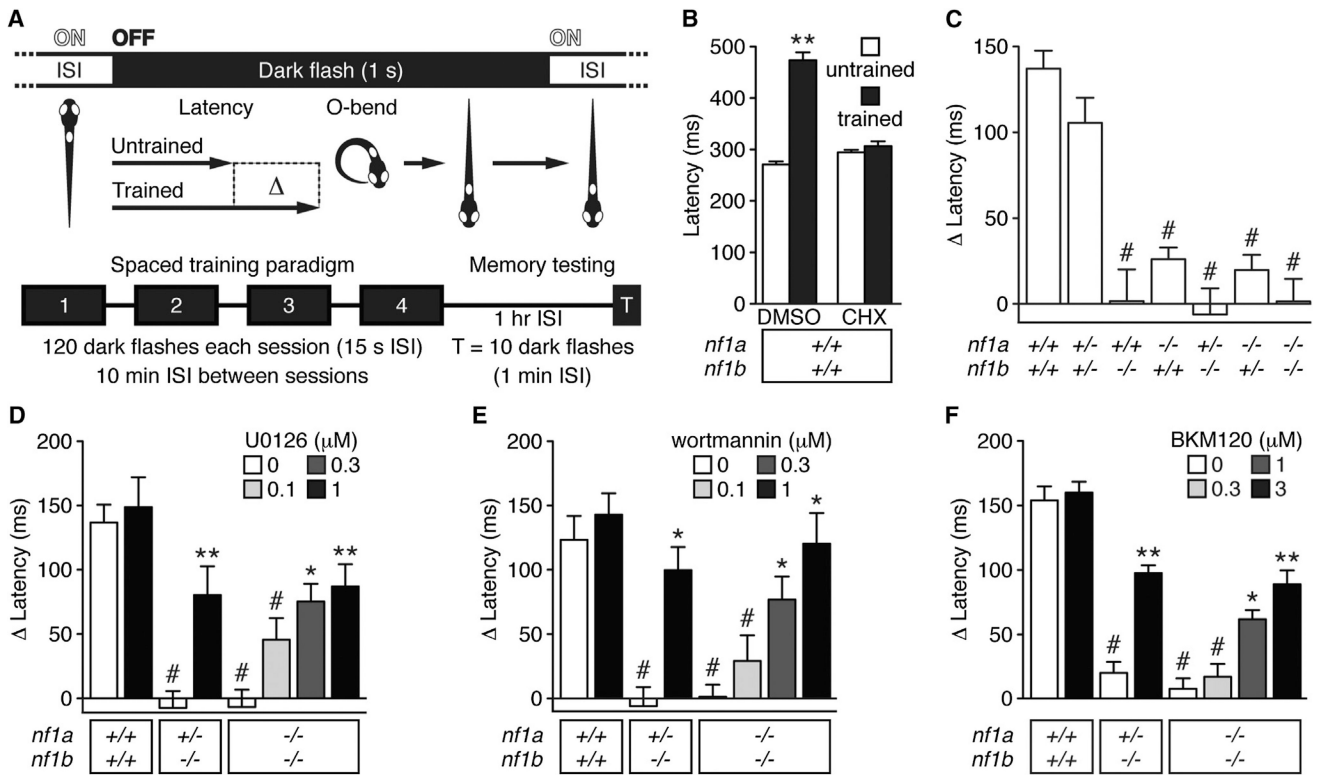 A
ON OFF ON
ISI Dark flash (1 s) ISI
Latency O-bend
Untrained
Δ
Trained
Spaced training paradigm Memory testing
1 2 3 4 T
1 hr ISI
120 dark flashes each session (15 s ISI) T = 10 dark flashes
10 min ISI between sessions (1 min ISI)
B
Latency (ms)
500
400
300
200
100
0
**
untrained
trained
DMSO CHX
nf1a +/+
nf1b +/+
C
Δ Latency (ms)
150
100
50
0
# # # # #
nf1a +/+ +/- +/+ -/- +/- -/- -/-
nf1b +/+ +/- -/- +/+ -/- +/- -/-
D
Δ Latency (ms)
200
150
100
50
0
U0126 (μM)
0 0.3
0.1 1
# ** # # * **
nf1a +/+ +/- -/-
nf1b +/+ -/- -/-
E
Δ Latency (ms)
200
150
100
50
0
wortmannin (μM)
0 0.3
0.1 1
# * # # * *
nf1a +/+ +/- -/-
nf1b +/+ -/- -/-
F
Δ Latency (ms)
200
150
100
50
0
BKM120 (μM)
0 1
0.3 3
# ** # # * **
nf1a +/+ +/- -/-
nf1b +/+ -/- -/-